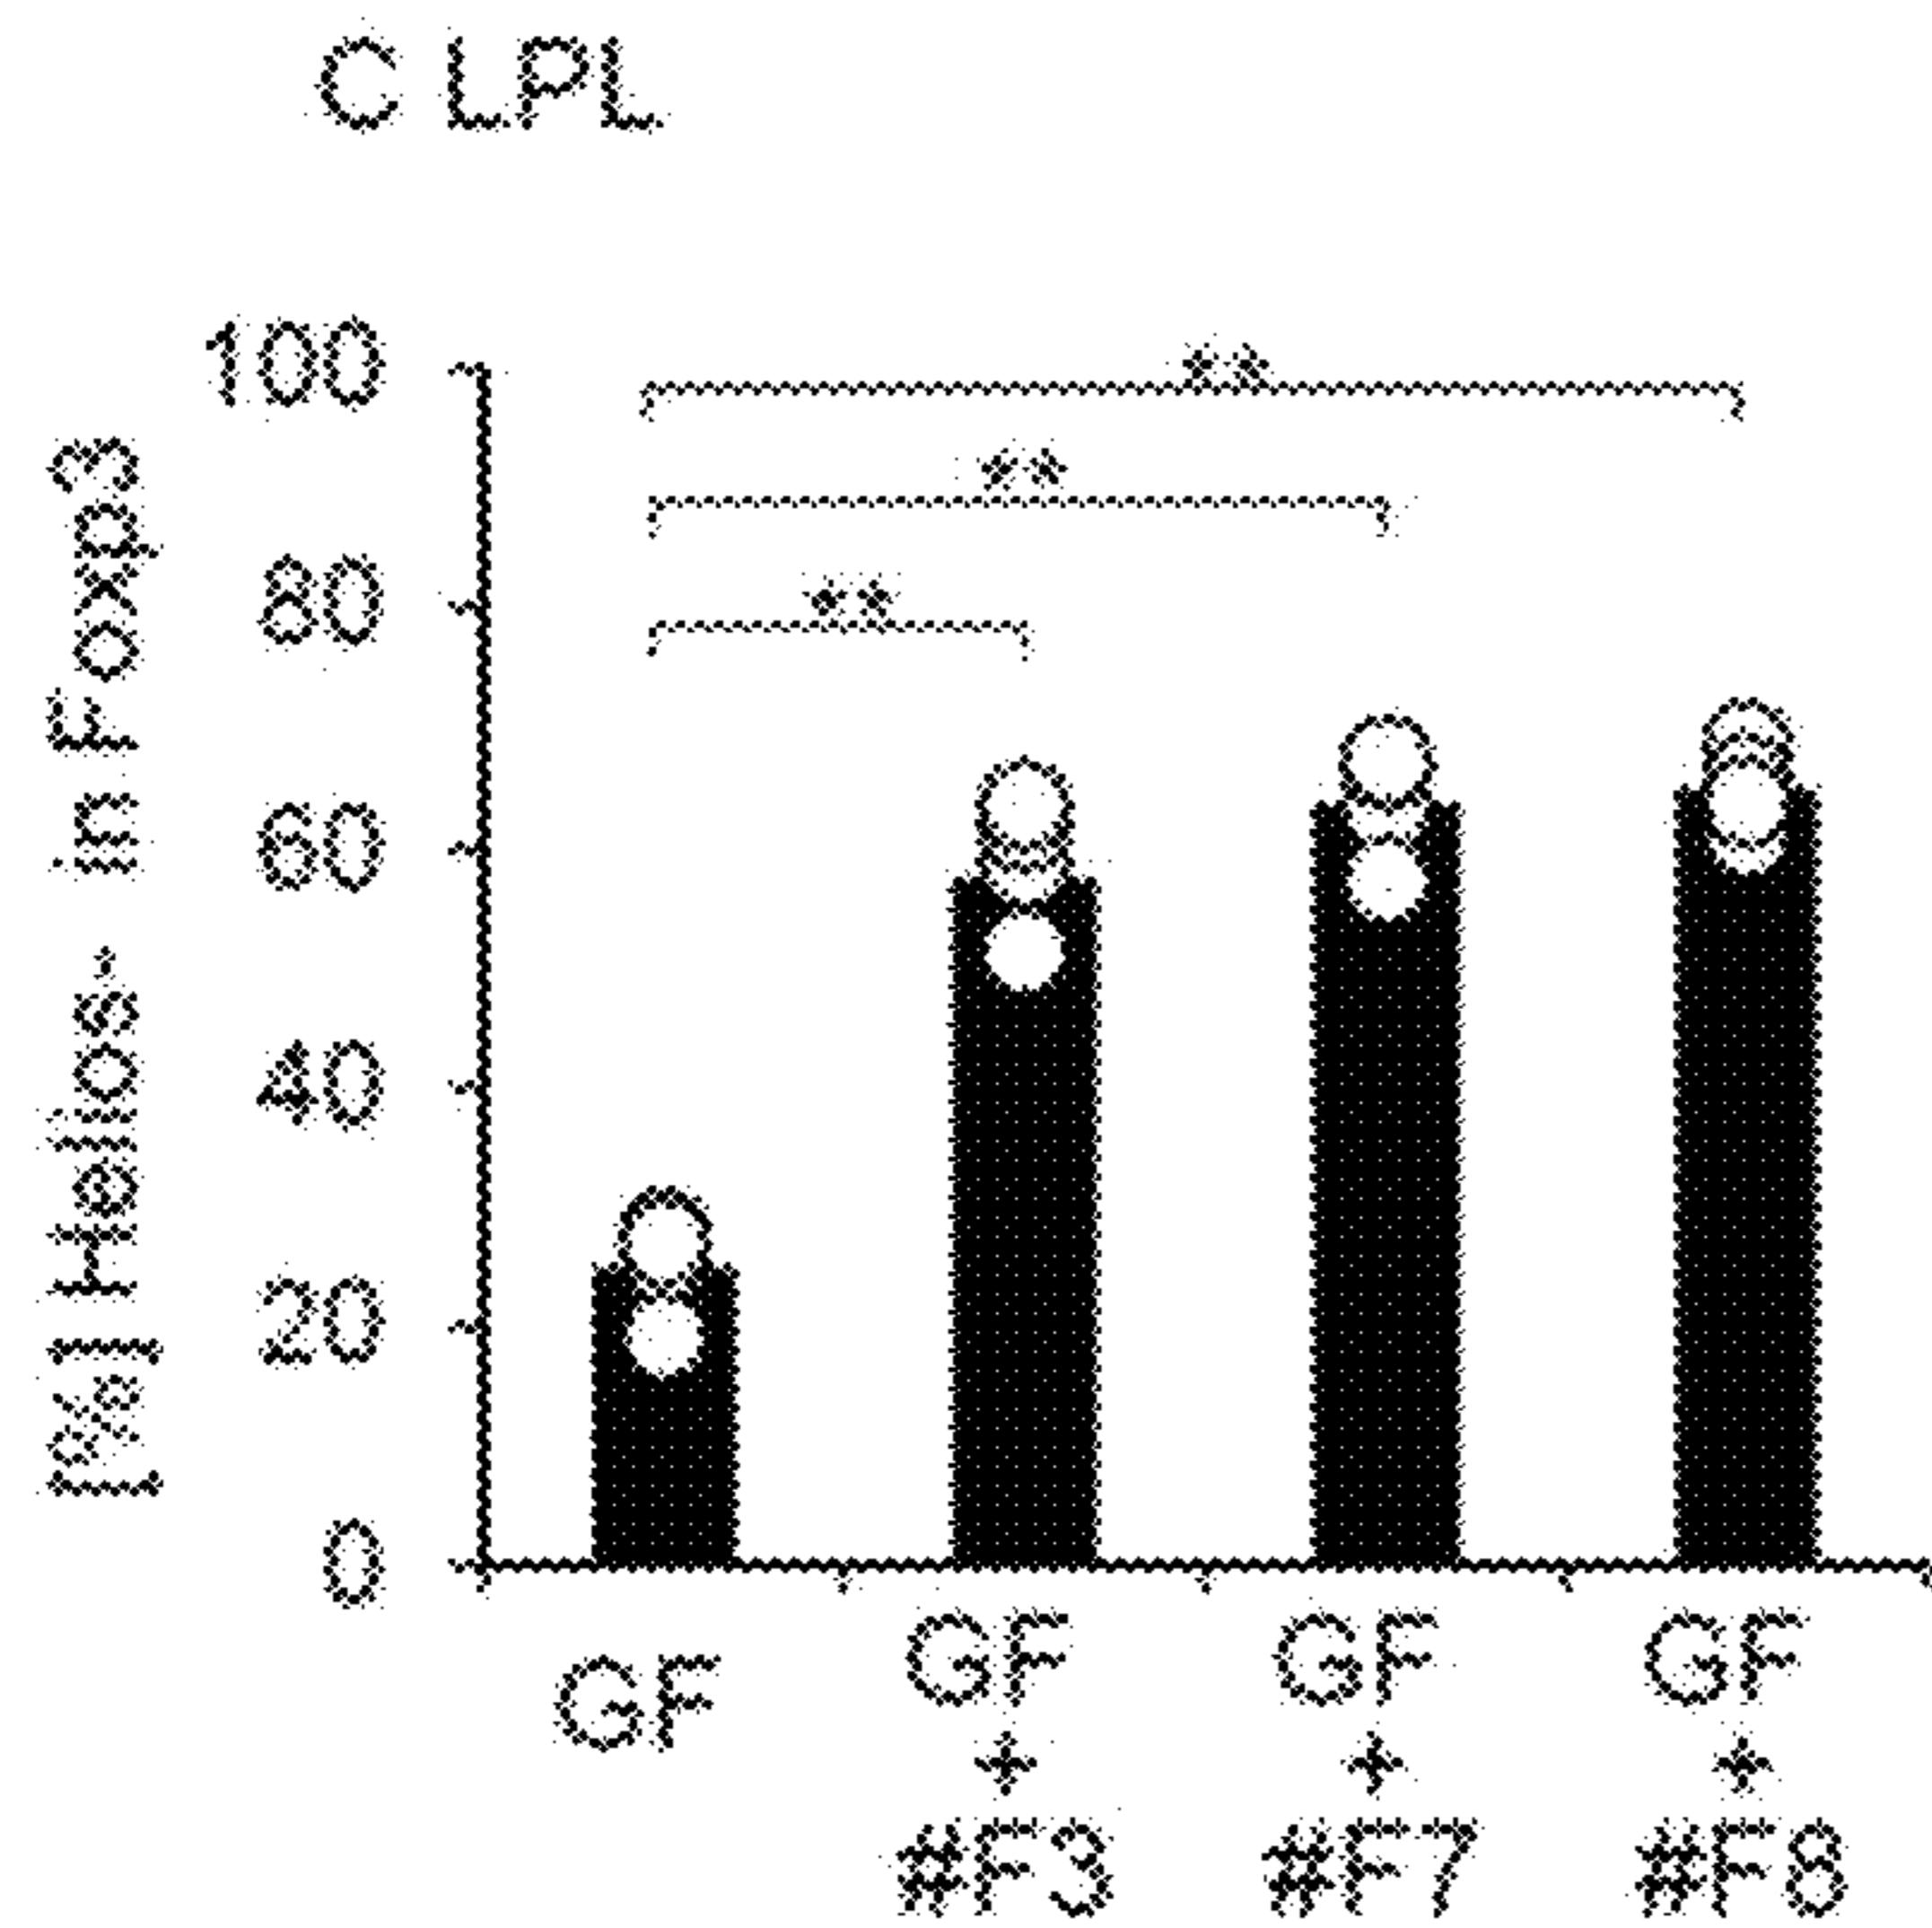 C LPL
[%] Helios- in Foxp3
100
**
**
80
**
60
40
20
0
GF
GF
+
#F3
GF
+
#F7
GF
+
#F8